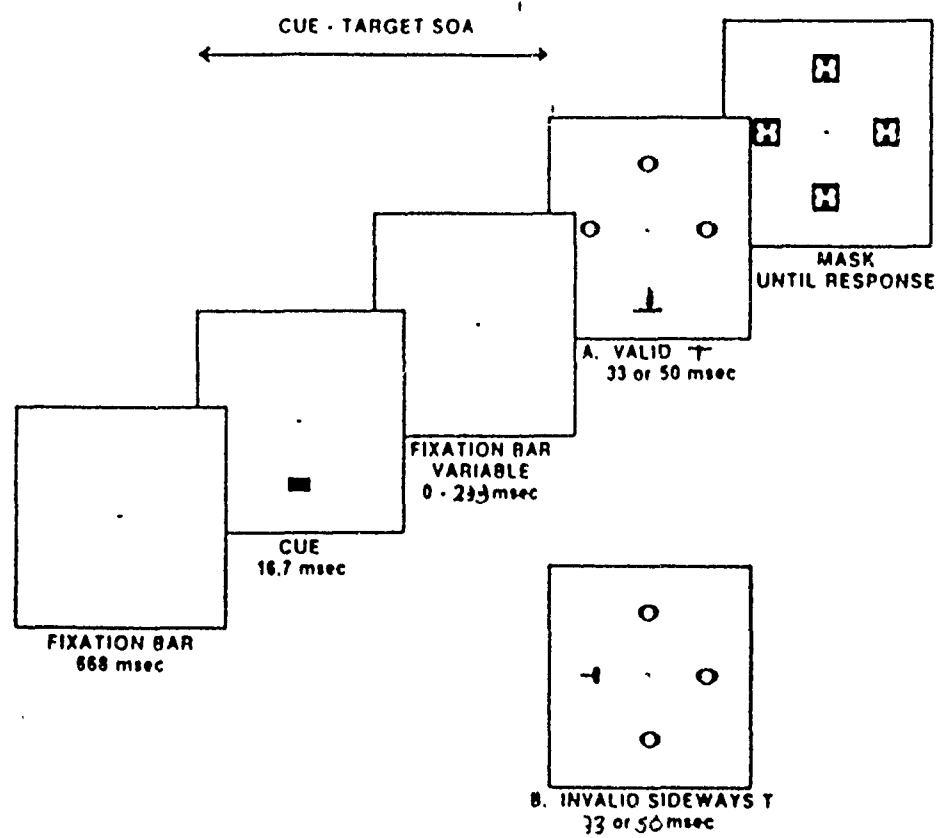 CUE - TARGET SOA
MASK
UNTIL RESPONSE
A. VALID T
33 or 50 msec
FIXATION BAR
VARIABLE
0 - 233 msec
CUE
16.7 msec
FIXATION BAR
668 msec
B. INVALID SIDEWAYS T
33 or 50 msec